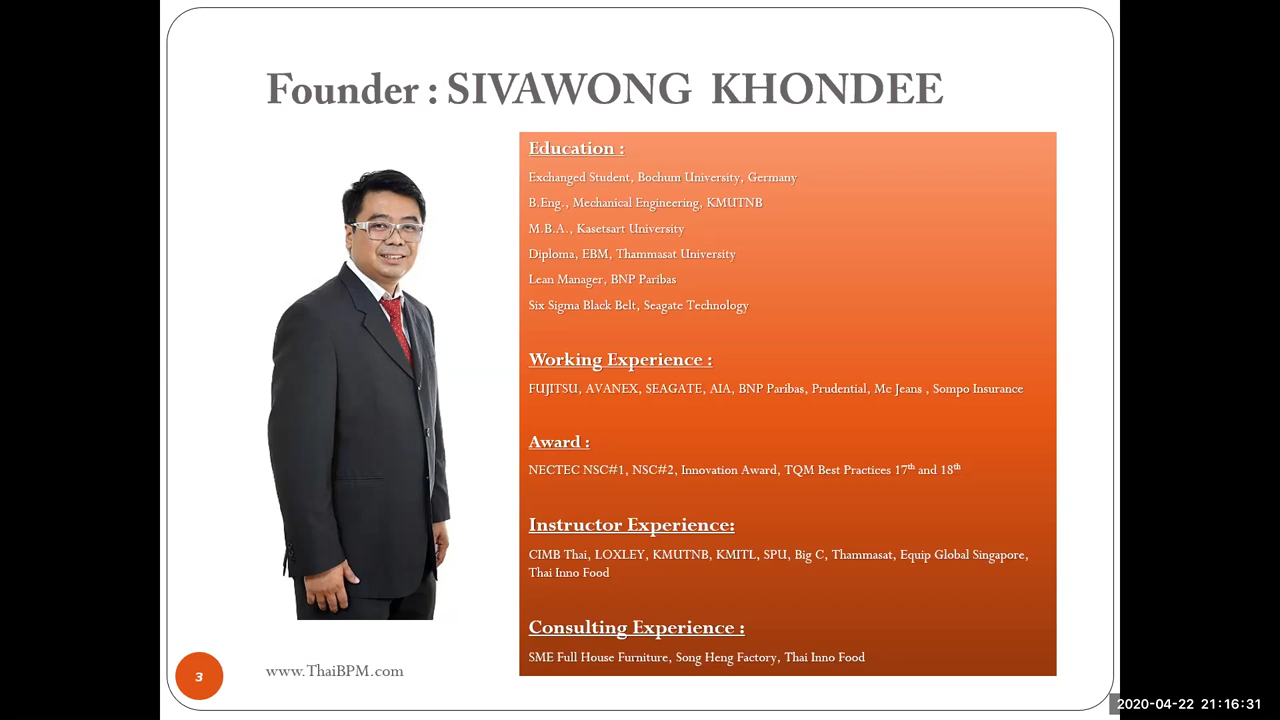 Founder : SIVAWONG KHONDEE
Education :
Exchanged Student, Bochum University, Germany
B.Eng., Mechanical Engineering, KMUTNB
M.B.A., Kasetsart University
Diploma, EBM, Thammasat University
Lean Manager, BNP Paribas
Six Sigma Black Belt, Seagate Technology
Working Experience :
FUJITSU, AVANEX, SEAGATE, AIA, BNP Paribas, Prudential, Mc Jeans , Sompo Insurance
Award :
NECTEC NSC#1, NSC#2, Innovation Award, TQM Best Practices 17th and 18th
Instructor Experience:
CIMB Thai, LOXLEY, KMUTNB, KMITL, SPU, Big C, Thammasat, Equip Global Singapore,
Thai Inno Food
Consulting Experience :
SME Full House Furniture, Song Heng Factory, Thai Inno Food
3
www.ThaiBPM.com
2020-04-22 21:16:31